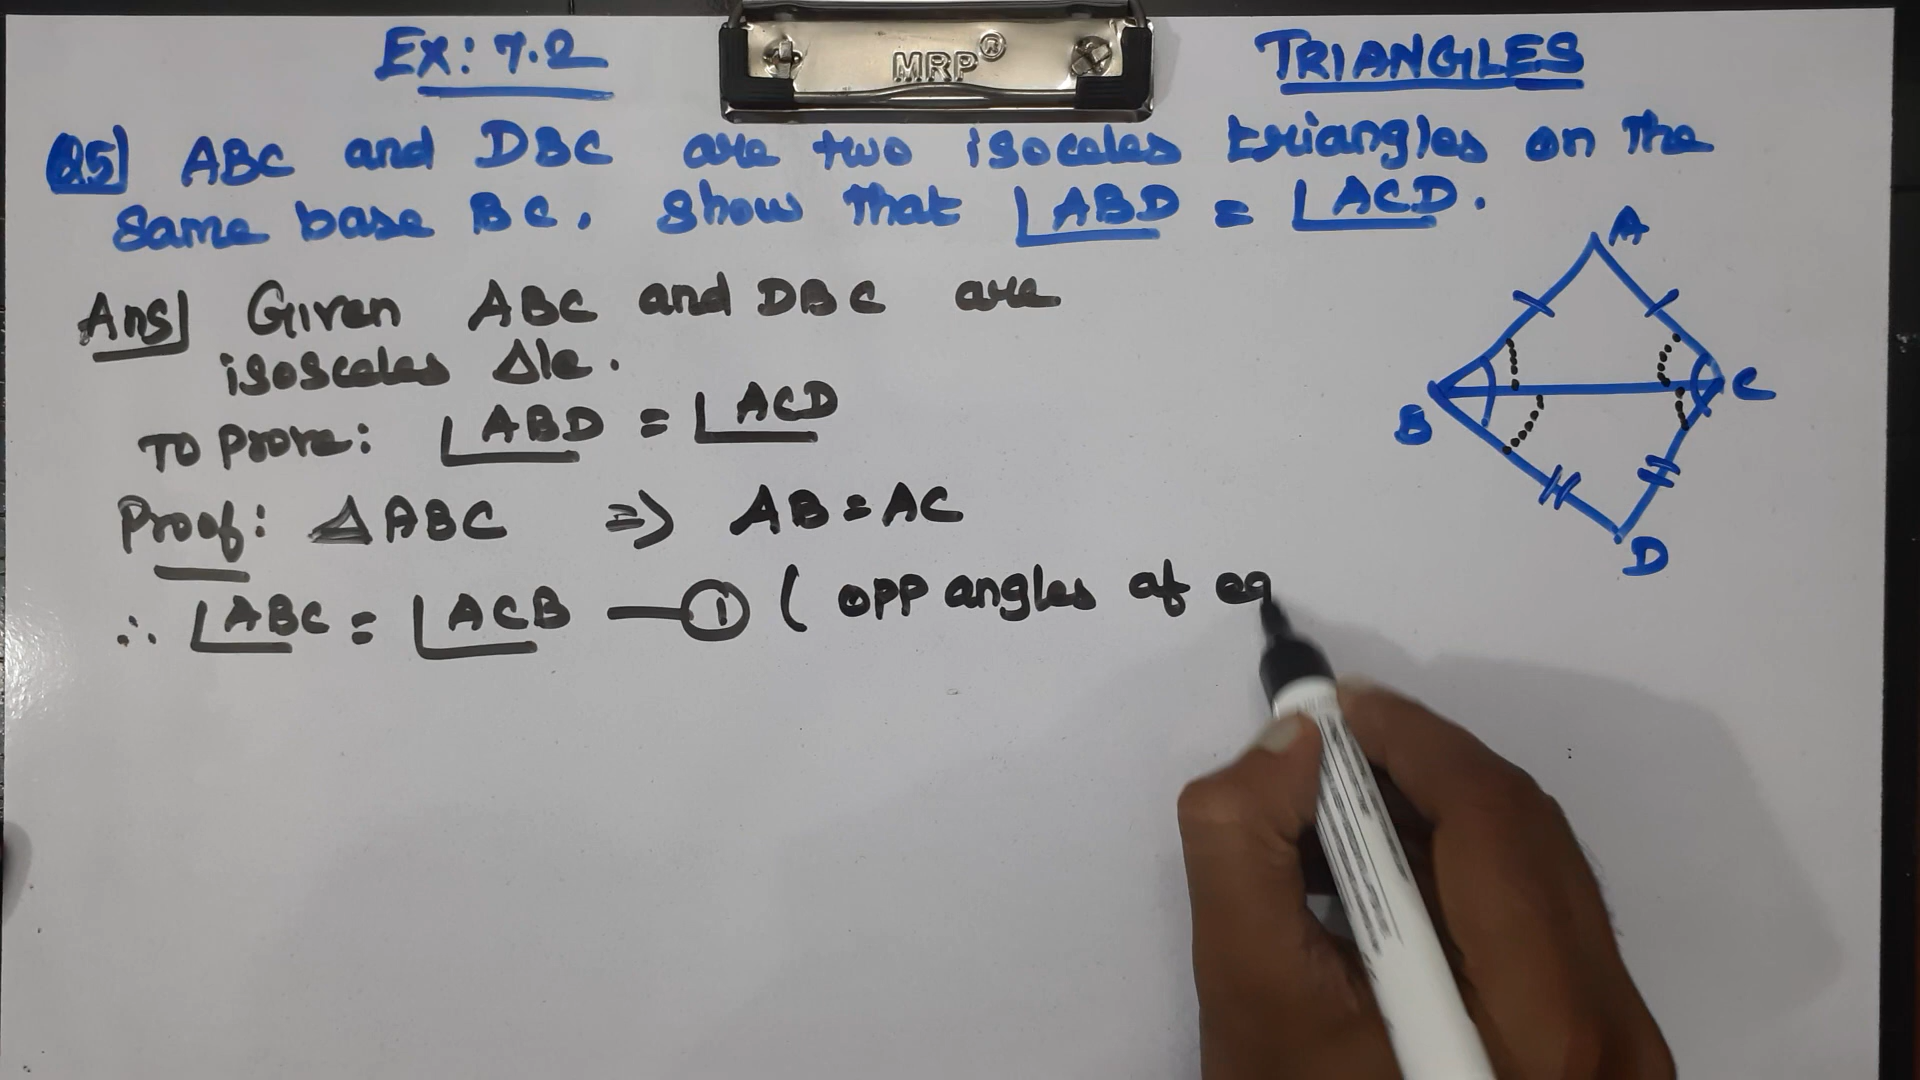 Ex: 7.2
MRP®
TRIANGLES
Q5] ABC and DBC are two isoceles triangles on the
same base BC. Show that ∠ABD = ∠ACD.
Ans] Given ABC and DBC are
isosceles Δle.
To Prove: ∠ABD = ∠ACD
Proof: ΔABC => AB=AC
∴ ∠ABC = ∠ACB — ① ( opp angles of eq
A
B
C
D